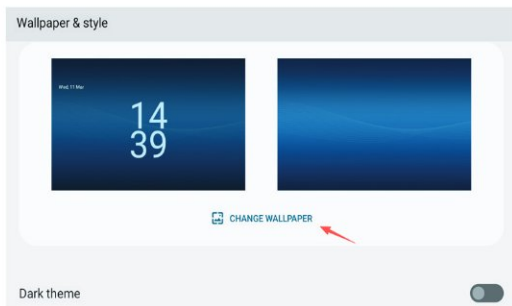 Wallpaper & style
Wed, 11 Mar
14
39
CHANGE WALLPAPER
Dark theme